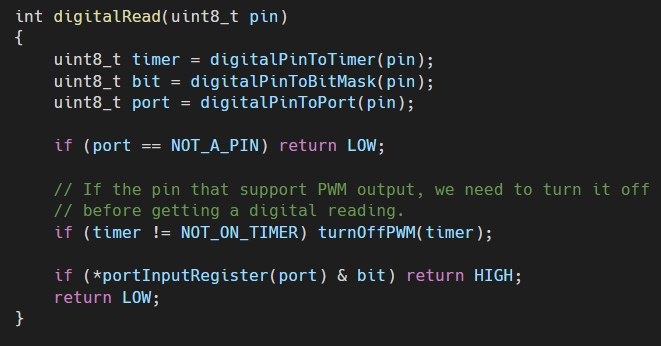 int digitalRead(uint8_t pin)
{
    uint8_t timer = digitalPinToTimer(pin);
    uint8_t bit = digitalPinToBitMask(pin);
    uint8_t port = digitalPinToPort(pin);

    if (port == NOT_A_PIN) return LOW;

    // If the pin that support PWM output, we need to turn it off
    // before getting a digital reading.
    if (timer != NOT_ON_TIMER) turnOffPWM(timer);

    if (*portInputRegister(port) & bit) return HIGH;
    return LOW;
}